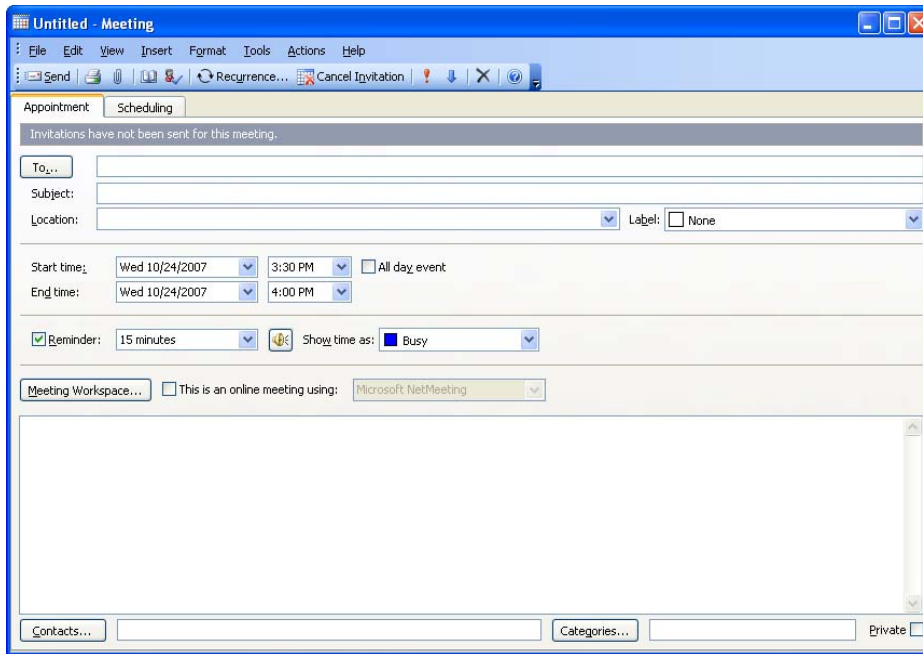 Untitled - Meeting
File Edit View Insert Format Tools Actions Help
Send Recurrence... Cancel Invitation
Appointment Scheduling
Invitations have not been sent for this meeting.
To...
Subject:
Location: Label: None
Start time: Wed 10/24/2007 3:30 PM All day event
End time: Wed 10/24/2007 4:00 PM
Reminder: 15 minutes Show time as: Busy
Meeting Workspace... This is an online meeting using: Microsoft NetMeeting
Contacts... Categories... Private